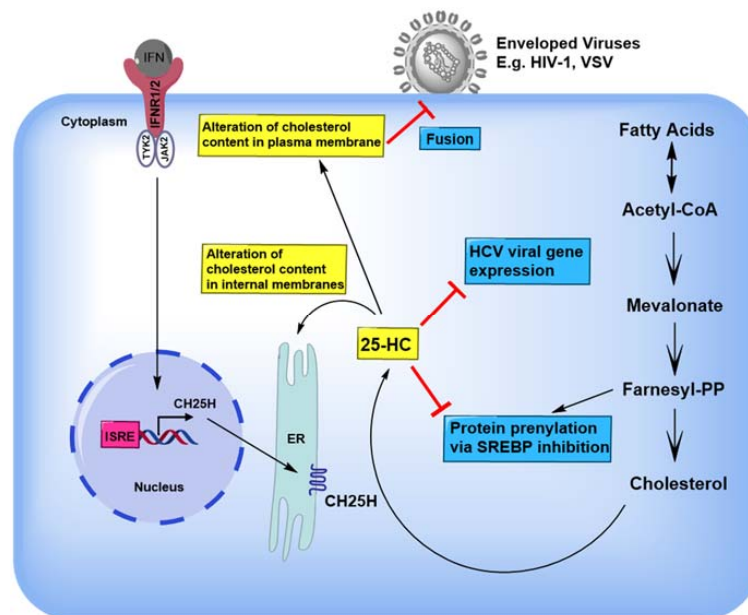 IFN
IFNR1/2
TYK2
JAK2
Cytoplasm
Enveloped Viruses
E.g. HIV-1, VSV
Alteration of cholesterol
content in plasma membrane
Fusion
Fatty Acids
Acetyl-CoA
Mevalonate
Farnesyl-PP
Cholesterol
Alteration of
cholesterol content
in internal membranes
HCV viral gene
expression
25-HC
Protein prenylation
via SREBP inhibition
CH25H
ISRE
Nucleus
ER
CH25H